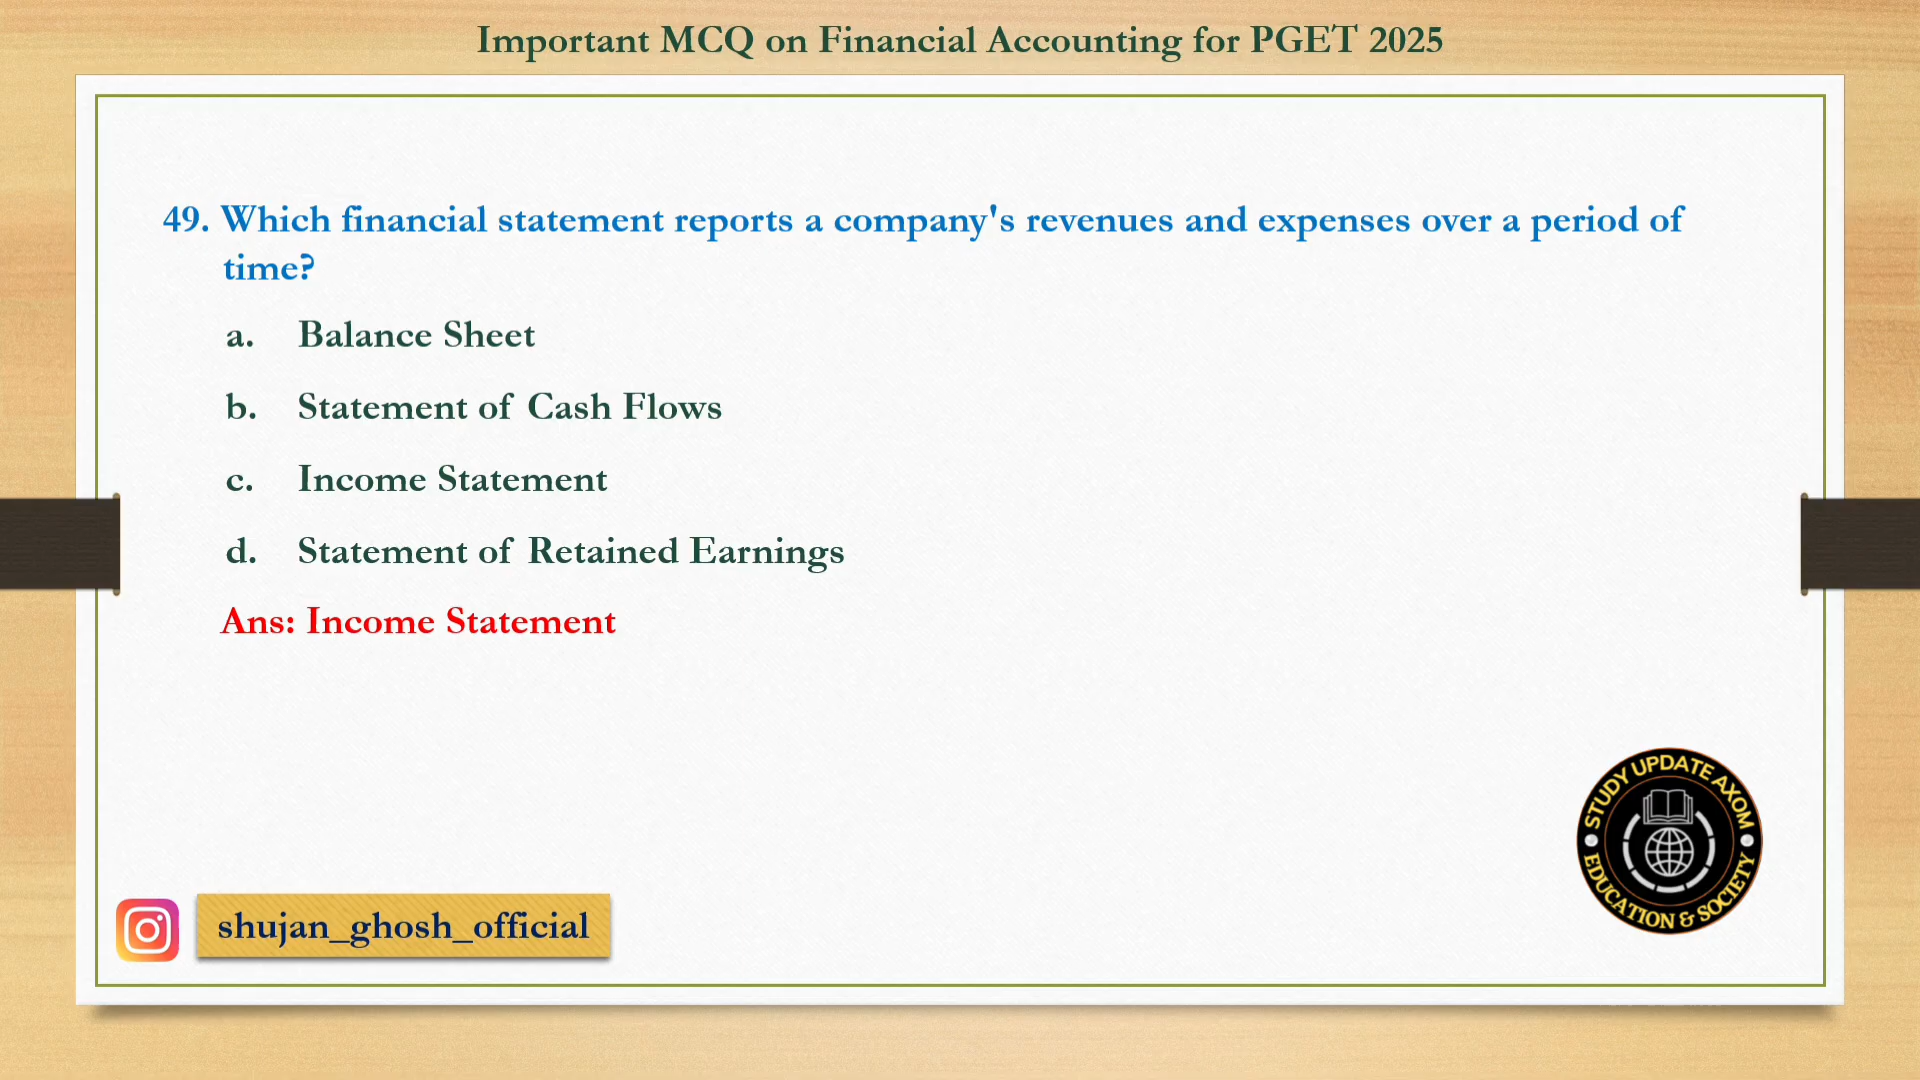 Important MCQ on Financial Accounting for PGET 2025
49. Which financial statement reports a company's revenues and expenses over a period of
time?
a. Balance Sheet
b. Statement of Cash Flows
c. Income Statement
d. Statement of Retained Earnings
Ans: Income Statement
STUDY UPDATE AXOM
EDUCATION & SOCIETY
shujan_ghosh_official